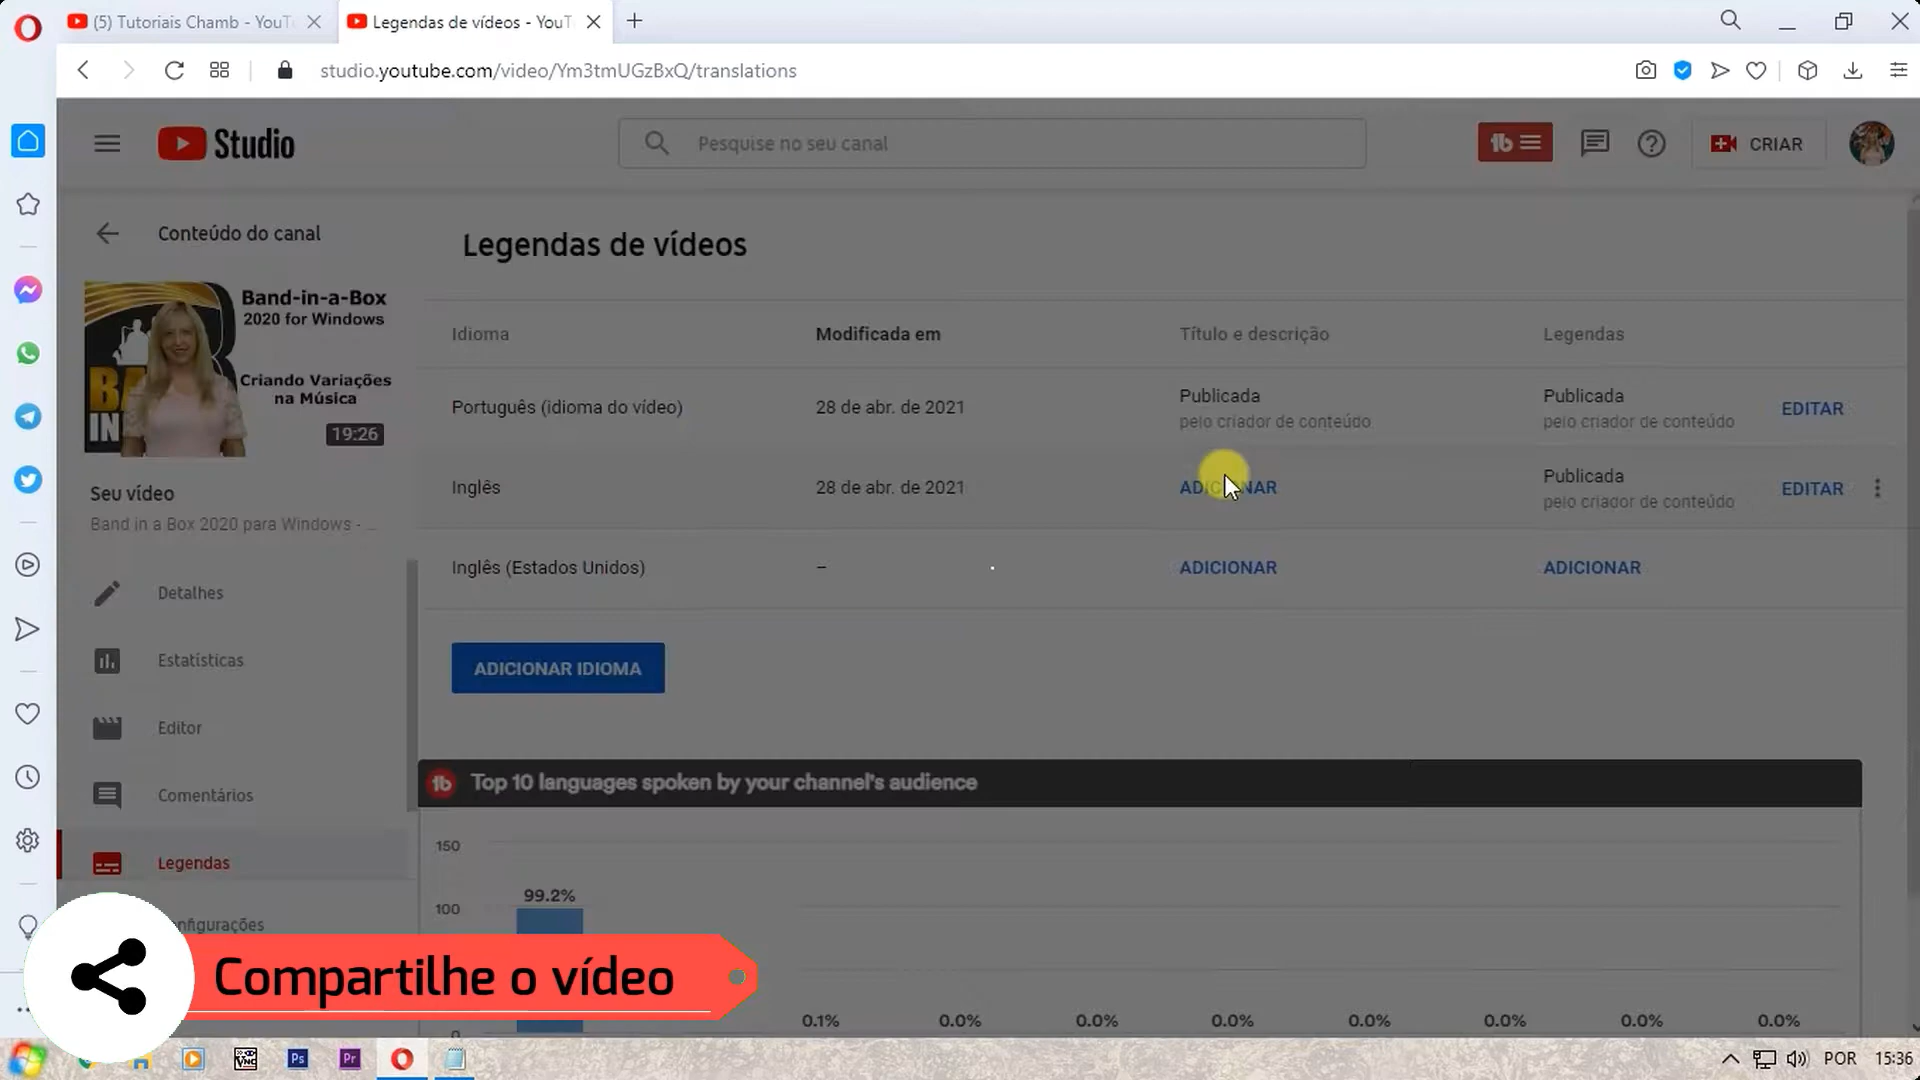 (5) Tutoriais Chamb - YouT
Legendas de vídeos - YouT
studio.youtube.com/video/Ym3tmUGzBxQ/translations
Studio
Pesquise no seu canal
CRIAR
Conteúdo do canal
Legendas de vídeos
Band-in-a-Box
2020 for Windows
Criando Variações
na Música
19:26
Seu vídeo
Band in a Box 2020 para Windows - ...
Idioma
Modificada em
Título e descrição
Legendas
Português (idioma do vídeo)
28 de abr. de 2021
Publicada
pelo criador de conteúdo
Publicada
pelo criador de conteúdo
EDITAR
Inglês
28 de abr. de 2021
ADICIONAR
Publicada
pelo criador de conteúdo
EDITAR
Inglês (Estados Unidos)
–
ADICIONAR
ADICIONAR
ADICIONAR IDIOMA
Detalhes
Estatísticas
Editor
Comentários
Legendas
nfigurações
Top 10 languages spoken by your channel's audience
150
100
99.2%
0.1%
0.0%
0.0%
0.0%
0.0%
0.0%
0.0%
0.0%
Compartilhe o vídeo
Ps
Pr
POR
15:36